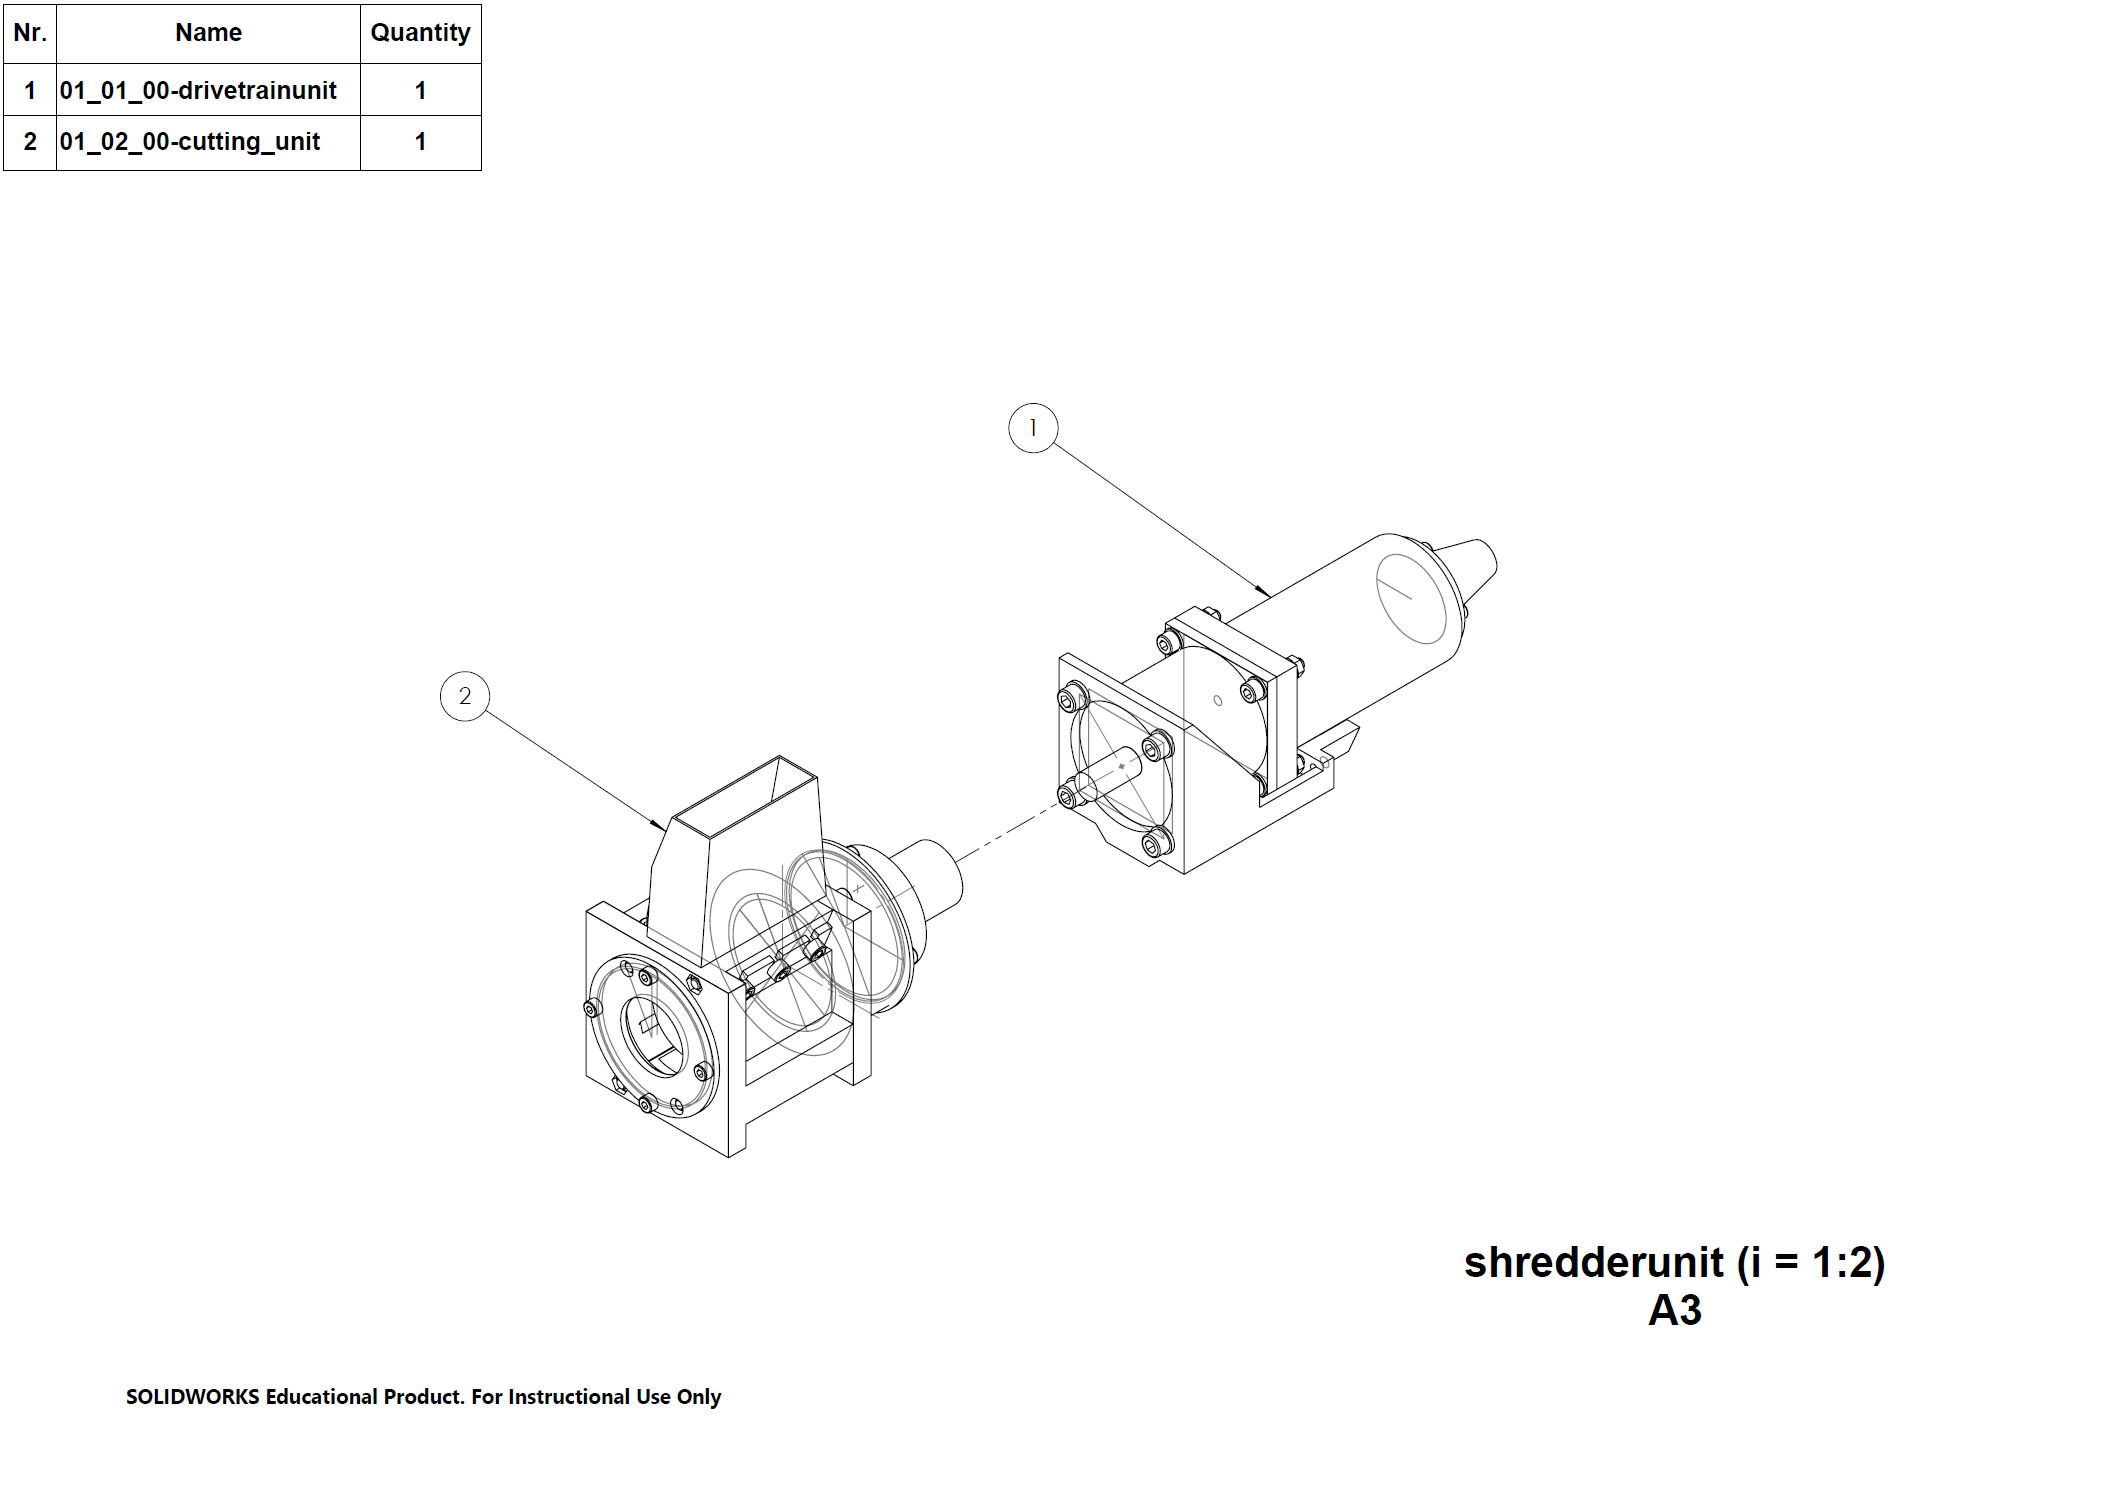 Nr. Name Quantity
1 01_01_00-drivetrainunit 1
2 01_02_00-cutting_unit 1
1
2
shredderunit (i = 1:2)
A3
SOLIDWORKS Educational Product. For Instructional Use Only